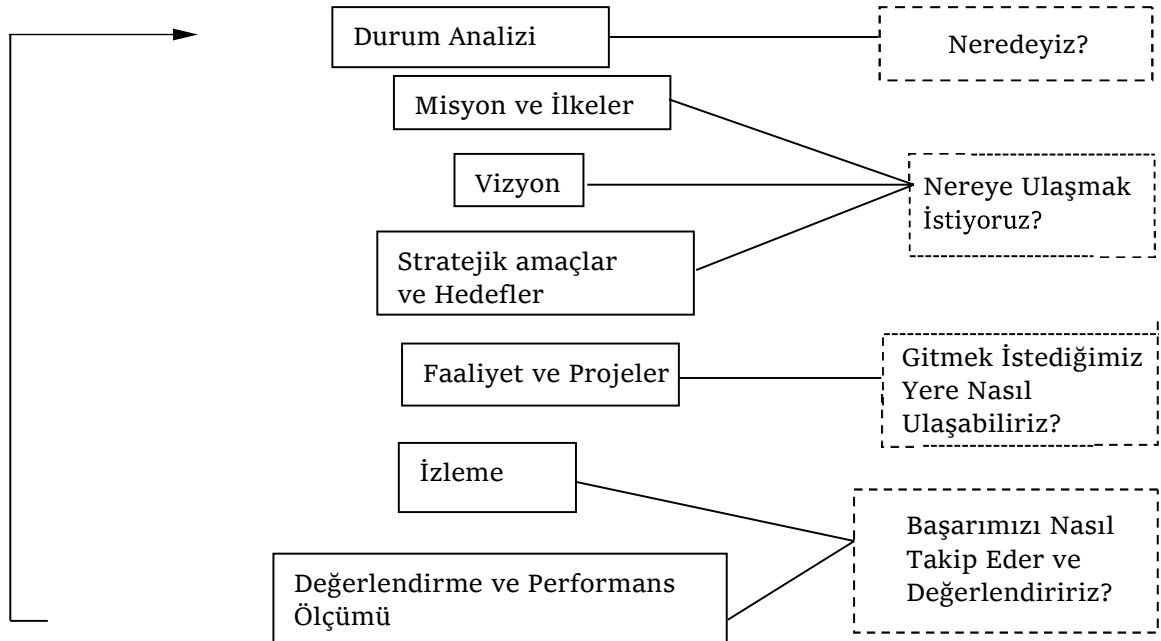 Durum Analizi
Neredeyiz?
Misyon ve İlkeler
Vizyon
Nereye Ulaşmak
İstiyoruz?
Stratejik amaçlar
ve Hedefler
Faaliyet ve Projeler
Gitmek İstediğimiz
Yere Nasıl
Ulaşabiliriz?
İzleme
Başarımızı Nasıl
Takip Eder ve
Değerlendiririz?
Değerlendirme ve Performans
Ölçümü